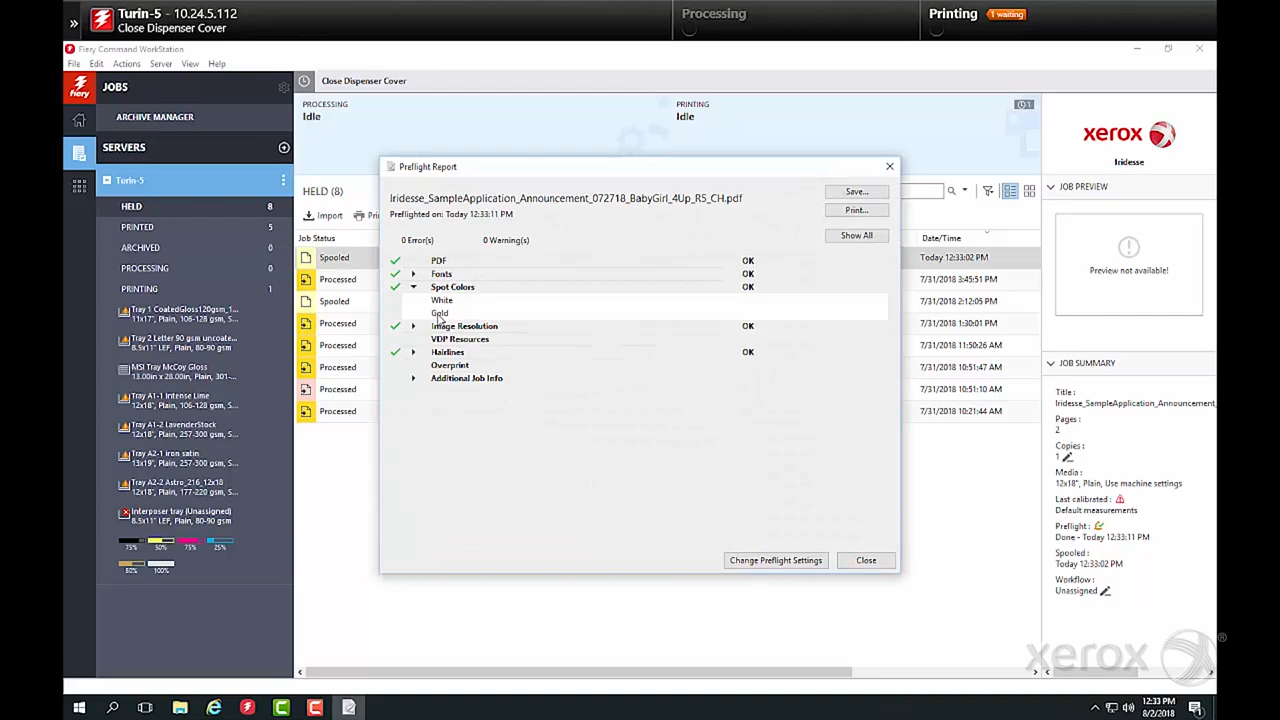 » Turin-5 - 10.24.5.112
Close Dispenser Cover
Processing
Printing 1 waiting
Fiery Command WorkStation
File Edit Actions Server View Help
fiery
JOBS
Close Dispenser Cover
ARCHIVE MANAGER
PROCESSING
Idle
PRINTING
Idle
1
SERVERS
Turin-5
HELD 8
PRINTED 5
ARCHIVED 0
PROCESSING 0
PRINTING 1
Tray 1 CoatedGloss120gsm_1...
11x17", Plain, 106-128 gsm, S...
Tray 2 Letter 90 gsm uncoate...
8.5x11" LEF, Plain, 80-90 gsm
MSI Tray McCoy Gloss
13.00in x 28.00in, Plain, 301-...
Tray A1-1 Intense Lime
12x18", Plain, 106-128 gsm, S...
Tray A1-2 LavenderStock
12x18", Plain, 257-300 gsm, S...
Tray A2-1 iron satin
13x19", Plain, 257-300 gsm, S...
Tray A2-2 Astro_216_12x18
12x18", Plain, 177-220 gsm, S...
Interposer tray (Unassigned)
8.5x11" LEF, Plain, 80-90 gsm
75% 50% 75% 25%
100%
HELD (8)
Import
Job Status
Date/Time
Spooled Today 12:33:02 PM
Processed 7/31/2018 3:45:51 PM
Spooled 7/31/2018 2:12:05 PM
Processed 7/31/2018 1:30:01 PM
Processed 7/31/2018 11:50:26 AM
Processed 7/31/2018 10:51:47 AM
Processed 7/31/2018 10:51:10 AM
Processed 7/31/2018 10:21:44 AM
Preflight Report
Iridesse_SampleApplication_Announcement_072718_BabyGirl_4Up_R5_CH.pdf
Preflighted on: Today 12:33:11 PM
Save...
Print...
Show All
0 Error(s) 0 Warning(s)
PDF OK
Fonts OK
Spot Colors OK
White
Gold
Image Resolution OK
VDP Resources
Hairlines OK
Overprint
Additional Job Info
Change Preflight Settings
Close
xerox
Iridesse
JOB PREVIEW
Preview not available!
JOB SUMMARY
Title :
Iridesse_SampleApplication_Announcement_
Pages :
2
Copies :
1
Media :
12x18", Plain, Use machine settings
Last calibrated :
Default measurements
Preflight :
Done - Today 12:33:11 PM
Spooled :
Today 12:33:02 PM
Workflow :
Unassigned
xerox ®
12:33 PM
8/2/2018